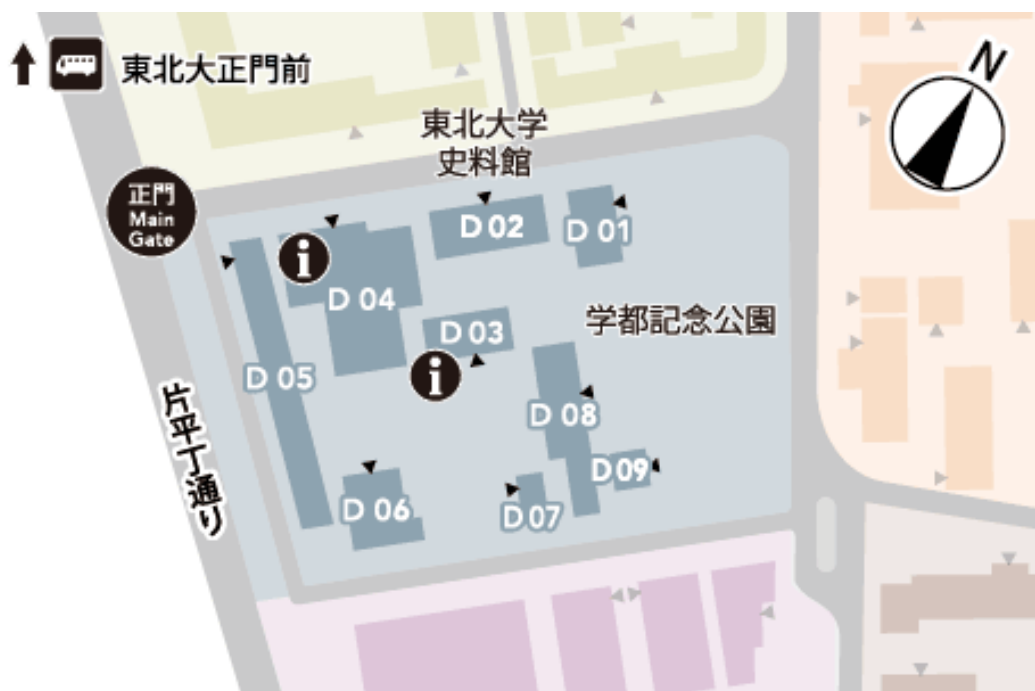 東北大正門前
N
東北大学
史料館
正門
Main
Gate
D 02
D 01
D 04
学都記念公園
D 03
D 05
片平丁通り
D 08
D 09
D 06
D 07